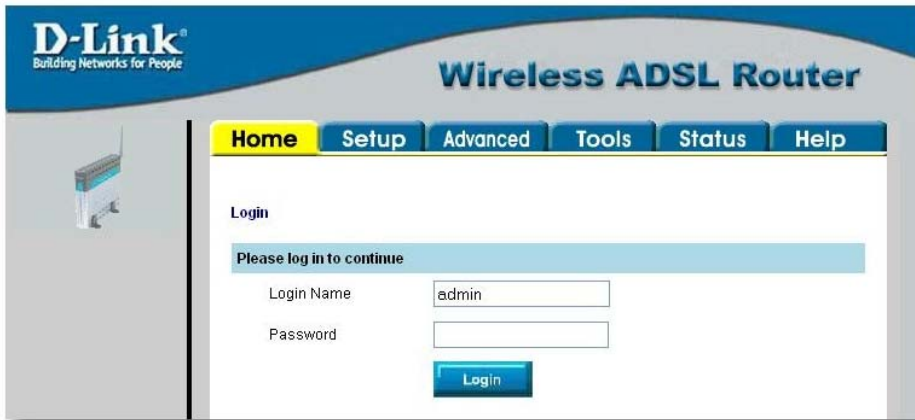 D-Link®
Building Networks for People
Wireless ADSL Router
Home Setup Advanced Tools Status Help
Login
Please log in to continue
Login Name admin
Password
Login